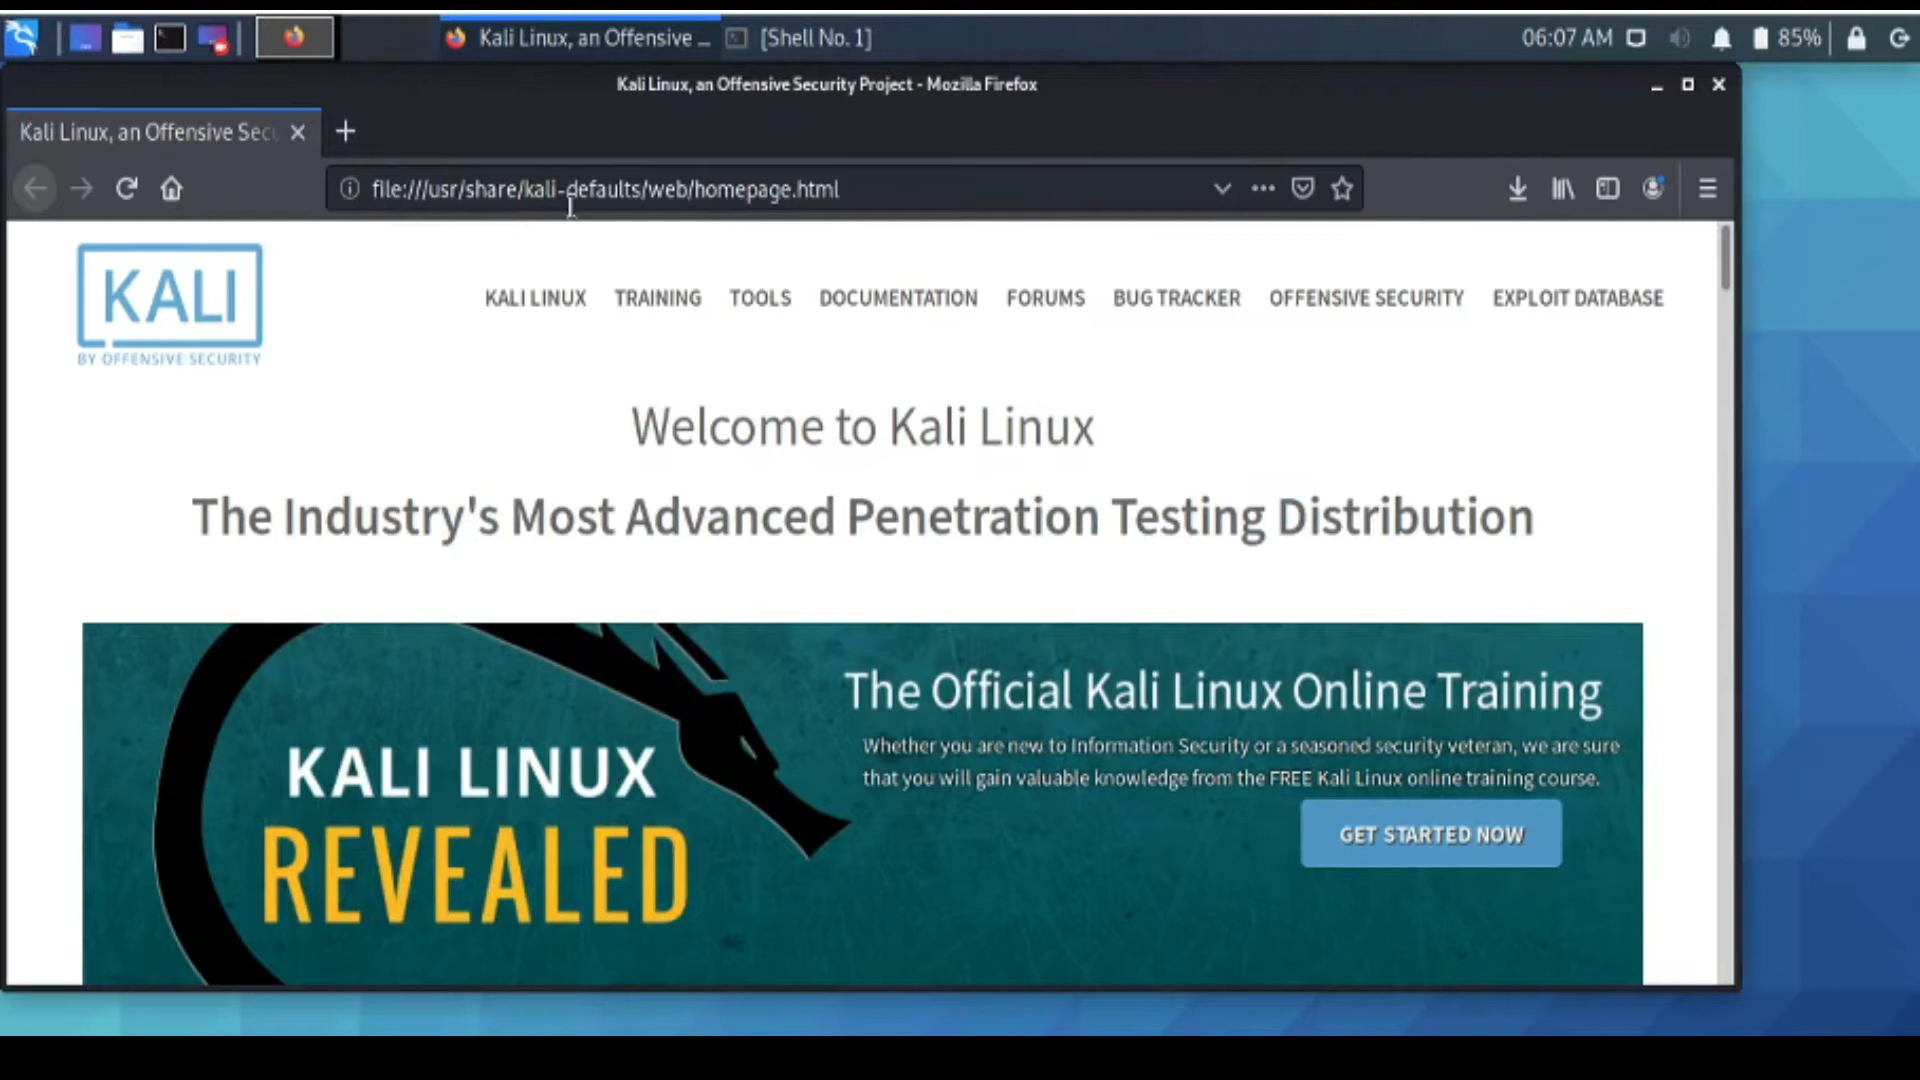 Kali Linux, an Offensive ...
[Shell No. 1]
06:07 AM
85%
Kali Linux, an Offensive Security Project - Mozilla Firefox
Kali Linux, an Offensive Sec
file:///usr/share/kali-defaults/web/homepage.html
KALI
BY OFFENSIVE SECURITY
KALI LINUX TRAINING TOOLS DOCUMENTATION FORUMS BUG TRACKER OFFENSIVE SECURITY EXPLOIT DATABASE
Welcome to Kali Linux
The Industry's Most Advanced Penetration Testing Distribution
KALI LINUX
REVEALED
The Official Kali Linux Online Training
Whether you are new to Information Security or a seasoned security veteran, we are sure
that you will gain valuable knowledge from the FREE Kali Linux online training course.
GET STARTED NOW